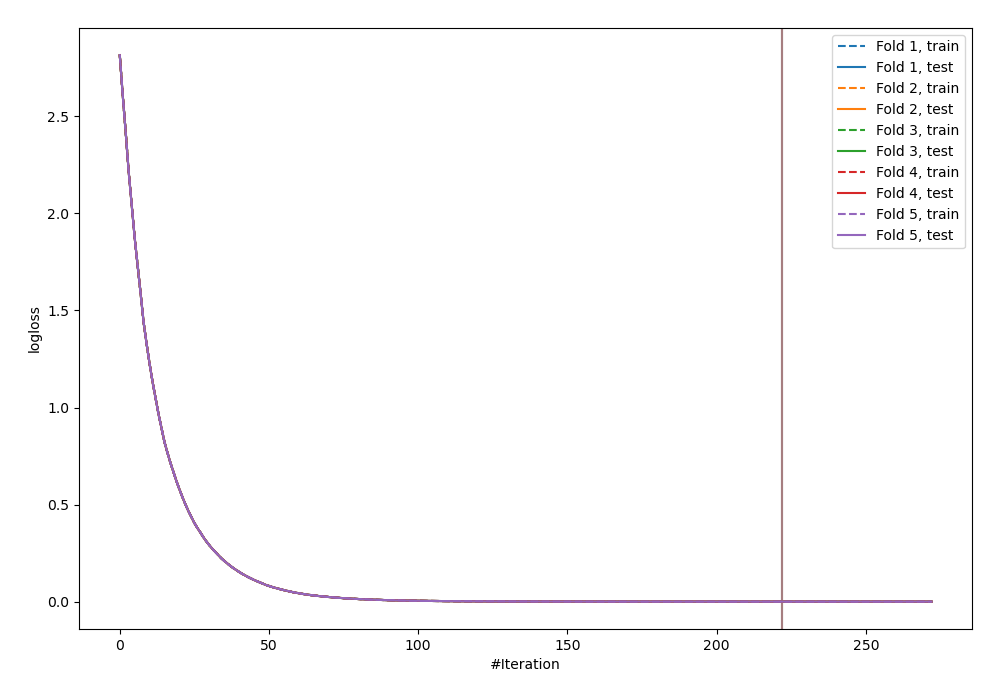 2.5
2.0
1.5
1.0
0.5
0.0
logloss
0
50
100
150
200
250
#Iteration
Fold 1, train
Fold 1, test
Fold 2, train
Fold 2, test
Fold 3, train
Fold 3, test
Fold 4, train
Fold 4, test
Fold 5, train
Fold 5, test